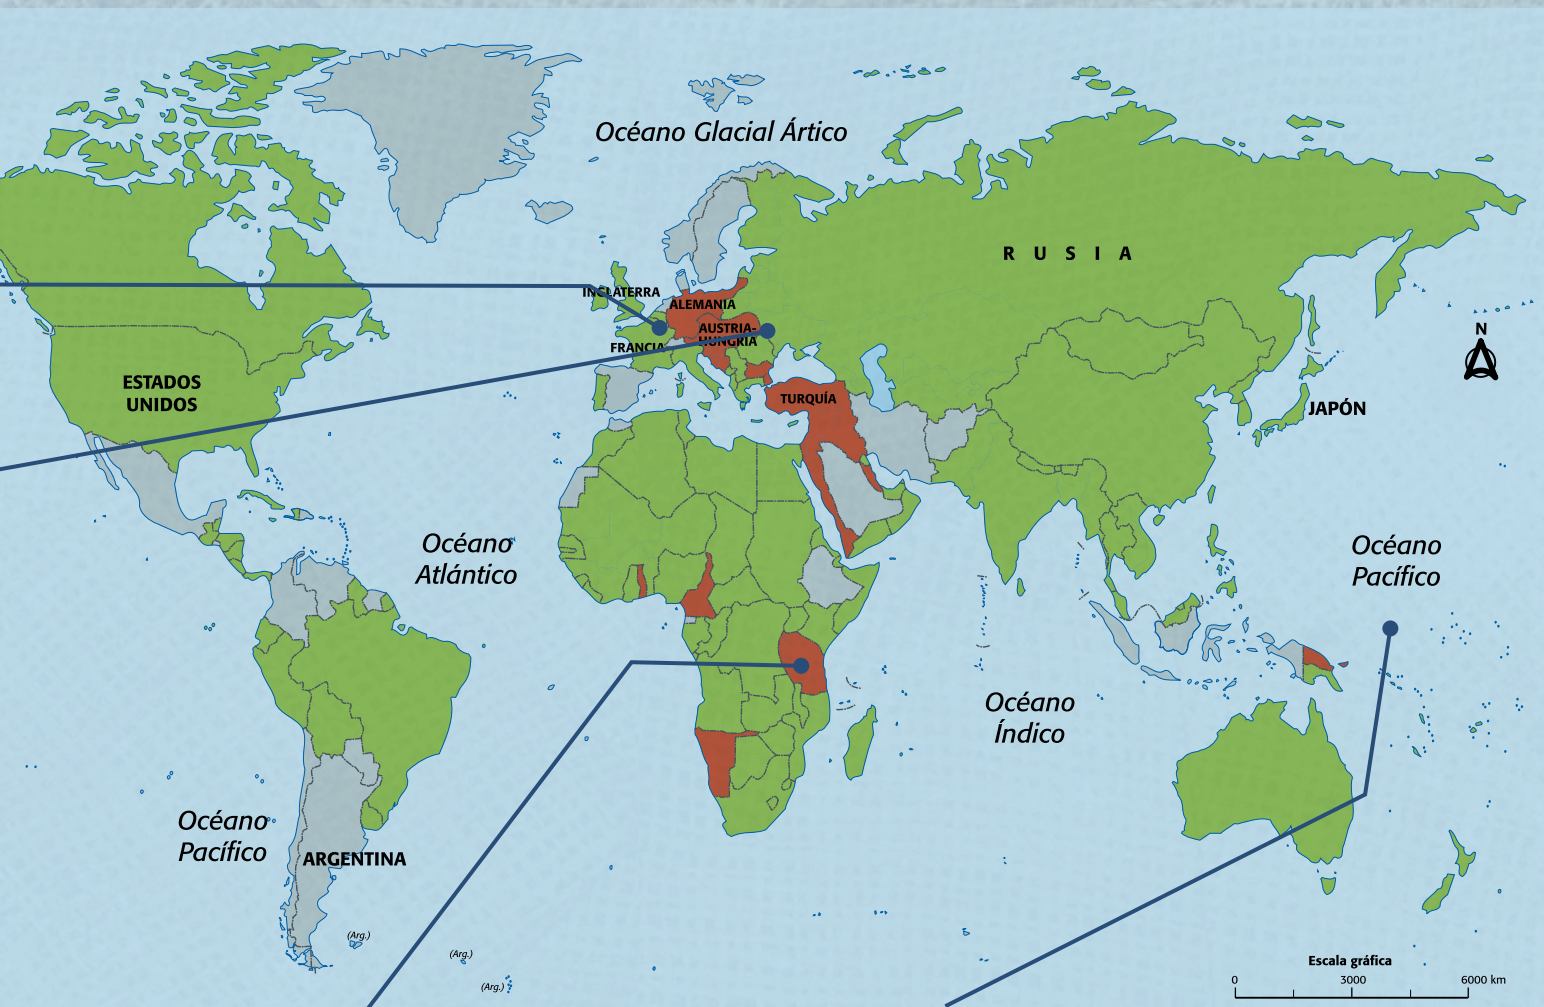 Océano Glacial Ártico
RUSIA
INGLATERRA
ALEMANIA
AUSTRIA-
HUNGRÍA
FRANCIA
N
ESTADOS
UNIDOS
TURQUÍA
JAPÓN
Océano
Atlántico
Océano
Pacífico
Océano
Índico
Océano
Pacífico
ARGENTINA
(Arg.)
(Arg.)
(Arg.)
Escala gráfica
0 3000 6000 km